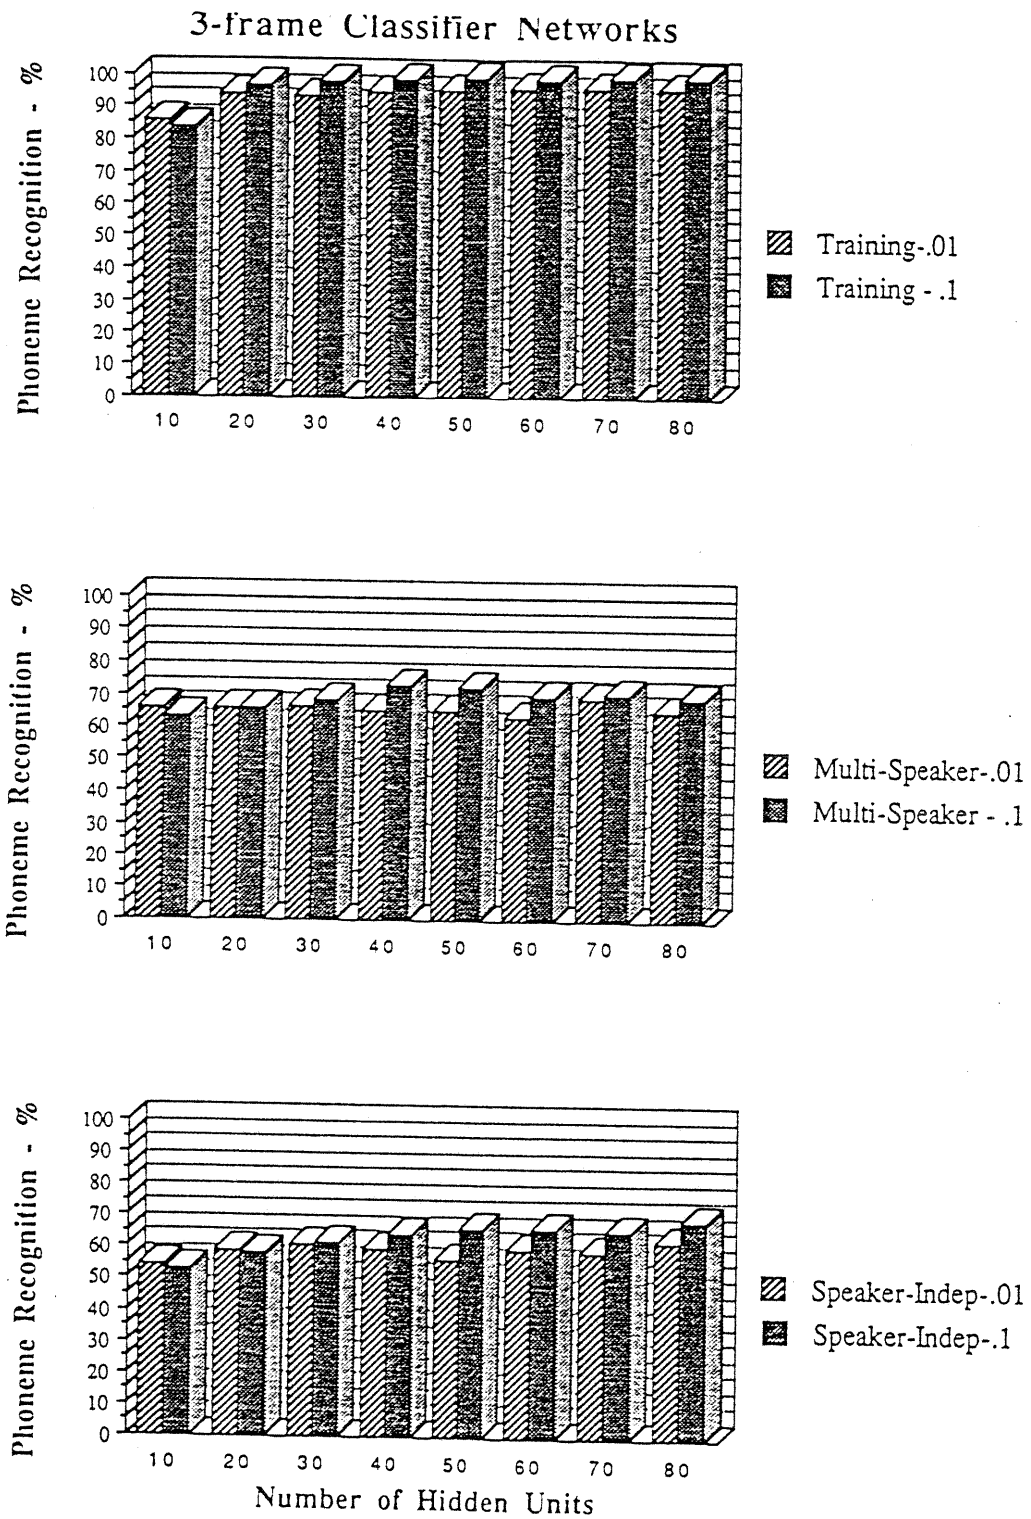 3-frame Classifier Networks
Phoneme Recognition - %
100
90
80
70
60
50
40
30
20
10
0
10 20 30 40 50 60 70 80
Training-.01
Training - .1
Phoneme Recognition - %
100
90
80
70
60
50
40
30
20
10
0
10 20 30 40 50 60 70 80
Multi-Speaker-.01
Multi-Speaker - .1
Phoneme Recognition - %
100
90
80
70
60
50
40
30
20
10
0
10 20 30 40 50 60 70 80
Speaker-Indep-.01
Speaker-Indep-.1
Number of Hidden Units